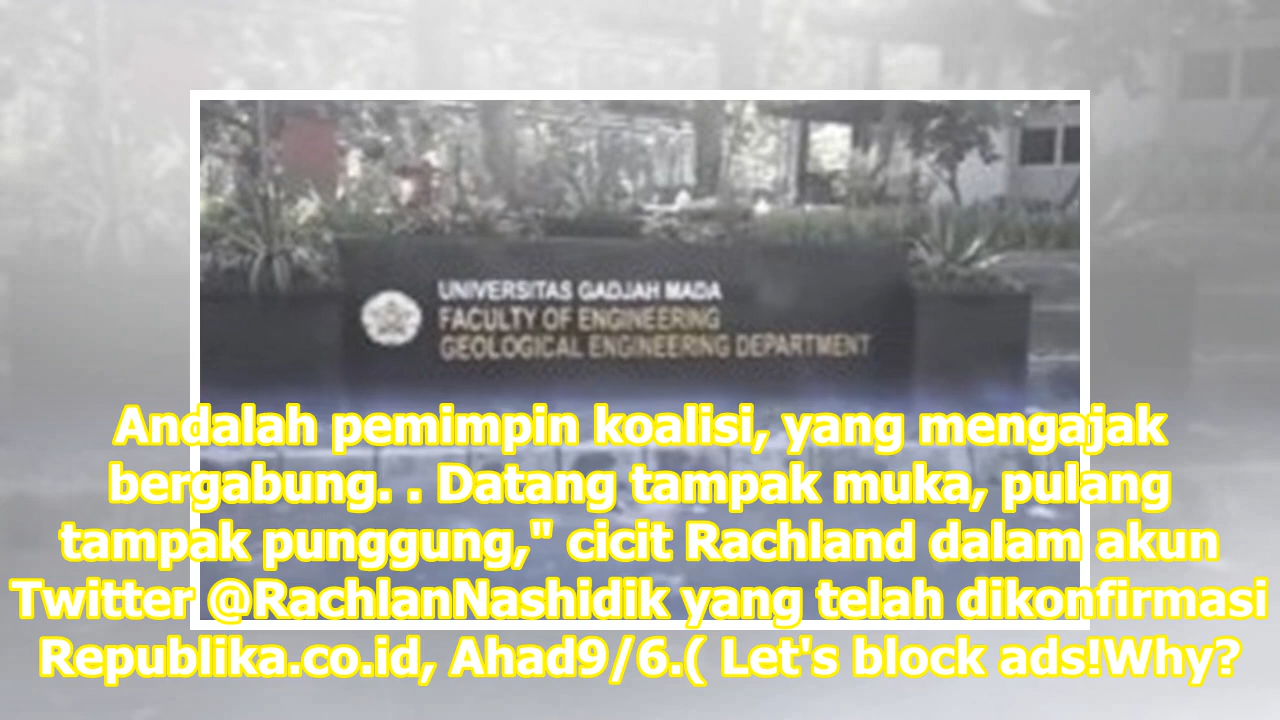 UNIVERSITAS GADJAH MADA
FACULTY OF ENGINEERING
GEOLOGICAL ENGINEERING DEPARTMENT
Andalah pemimpin koalisi, yang mengajak
bergabung. . Datang tampak muka, pulang
tampak punggung," cicit Rachland dalam akun
Twitter @RachlanNashidik yang telah dikonfirmasi
Republika.co.id, Ahad9/6.( Let's block ads!Why?